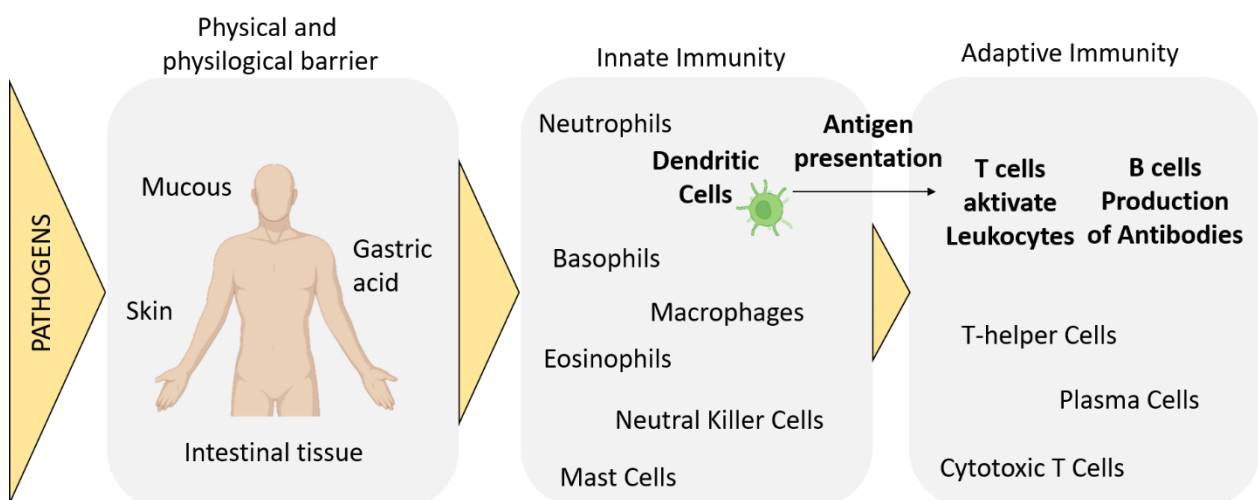 PATHOGENS
Physical and
physilogical barrier
Mucous
Gastric
acid
Skin
Intestinal tissue
Innate Immunity
Neutrophils
Dendritic
Cells
Basophils
Macrophages
Eosinophils
Neutral Killer Cells
Mast Cells
Antigen
presentation
Adaptive Immunity
T cells
aktivate
Leukocytes
B cells
Production
of Antibodies
T-helper Cells
Plasma Cells
Cytotoxic T Cells